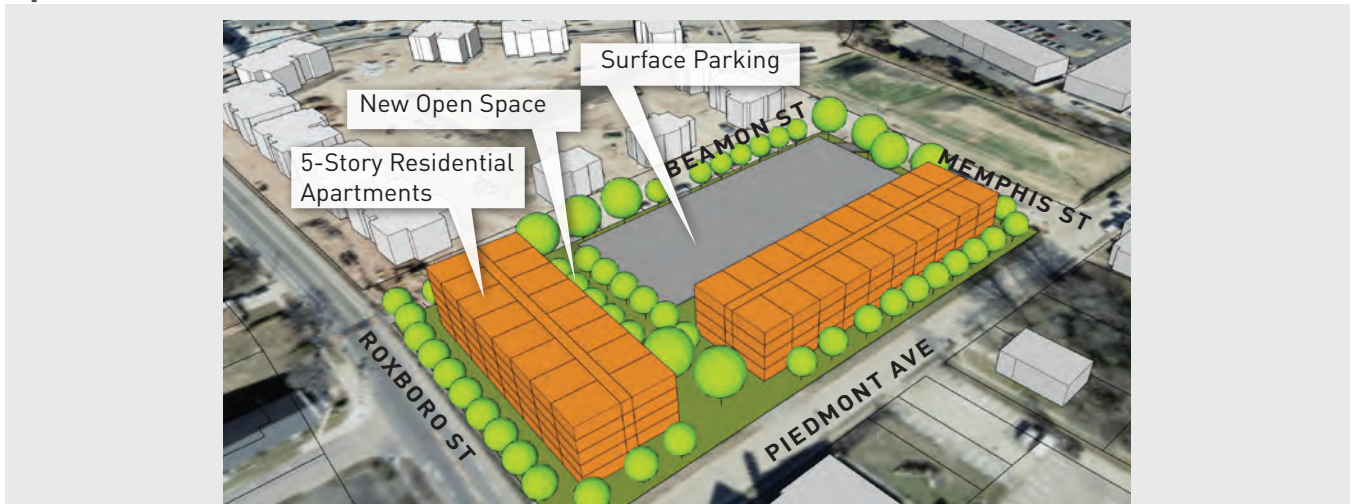 Surface Parking
New Open Space
5-Story Residential
Apartments
BEAMON ST
MEMPHIS ST
ROXBORO ST
PIEDMONT AVE